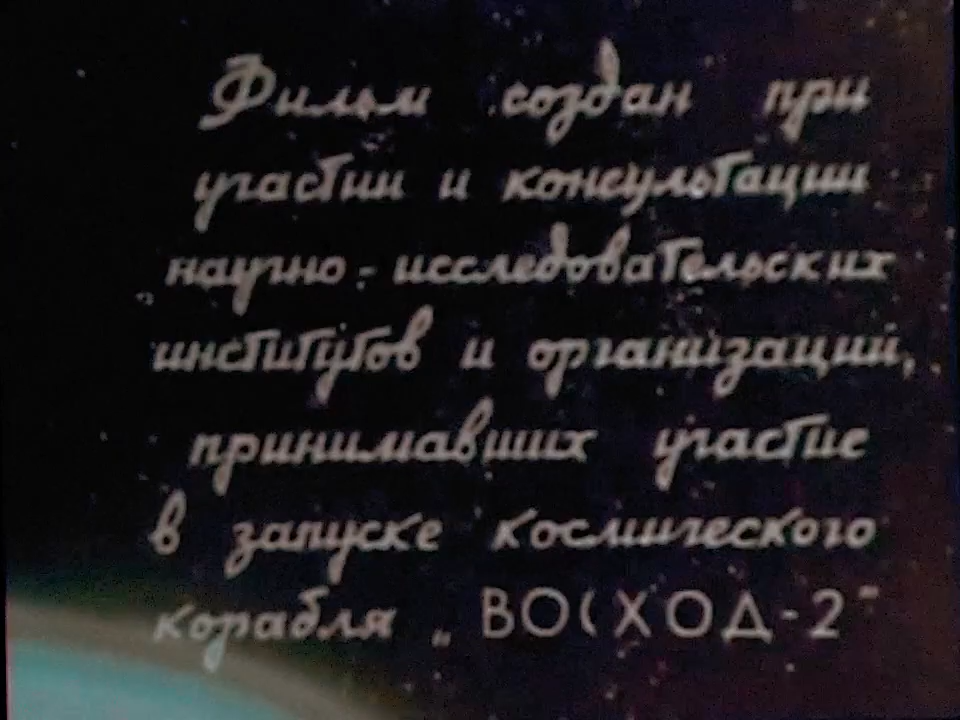 Фильм создан при
участии и консультации
научно-исследовательских
институтов и организаций,
принимавших участие
в запуске космического
корабля „ВОСХОД-2"